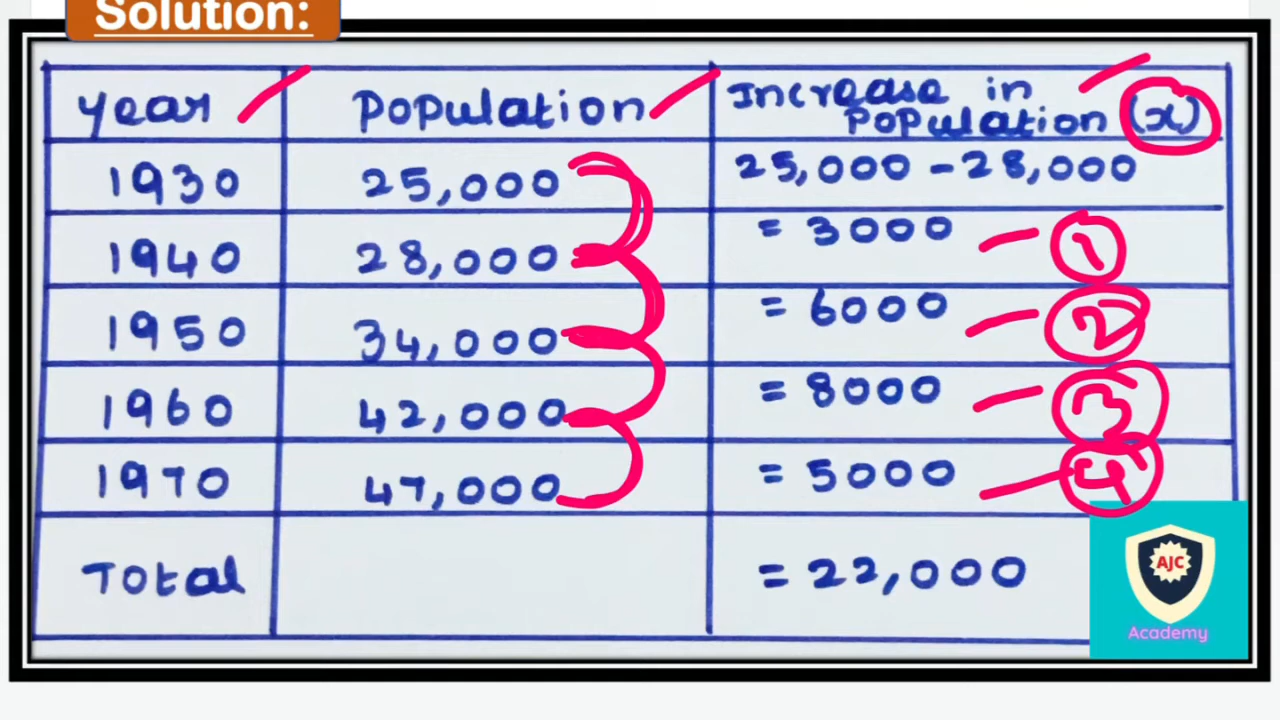 Solution:
Year Population Increase in
Population (x)
1930 25,000 25,000 - 28,000
1940 28,000 = 3000 1
1950 34,000 = 6000 2
1960 42,000 = 8000 3
1970 47,000 = 5000 4
Total = 22,000
AJC
Academy